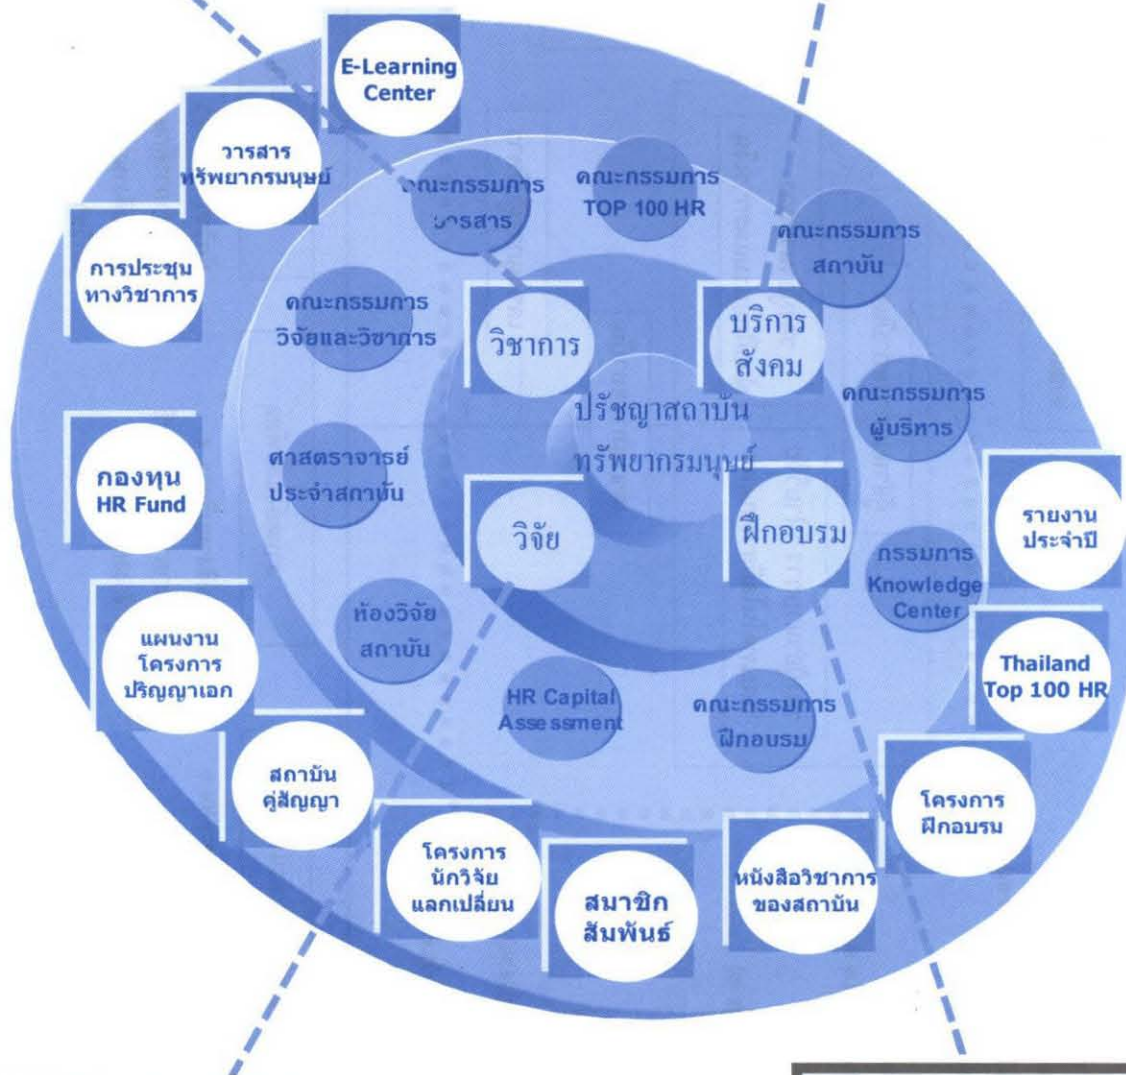 E-Learning
Center
วารสาร
ทรัพยากรมนุษย์
การประชุม
ทางวิชาการ
กองทุน
HR Fund
แผนงาน
โครงการ
ปริญญาเอก
สถาบัน
คู่สัญญา
โครงการ
นักวิจัย
แลกเปลี่ยน
สมาชิก
สัมพันธ์
หนังสือวิชาการ
ของสถาบัน
โครงการ
ฝึกอบรม
Thailand
Top 100 HR
รายงาน
ประจำปี
คณะกรรมการ
วารสาร
คณะกรรมการ
TOP 100 HR
คณะกรรมการ
สถาบัน
คณะกรรมการ
ผู้บริหาร
กรรมการ
Knowledge
Center
คณะกรรมการ
ฝึกอบรม
HR Capital
Assessment
ห้องวิจัย
สถาบัน
ศาสตราจารย์
ประจำสถาบัน
คณะกรรมการ
วิจัยและวิชาการ
วิชาการ
บริการ
สังคม
ปรัชญาสถาบัน
ทรัพยากรมนุษย์
วิจัย
ฝึกอบรม